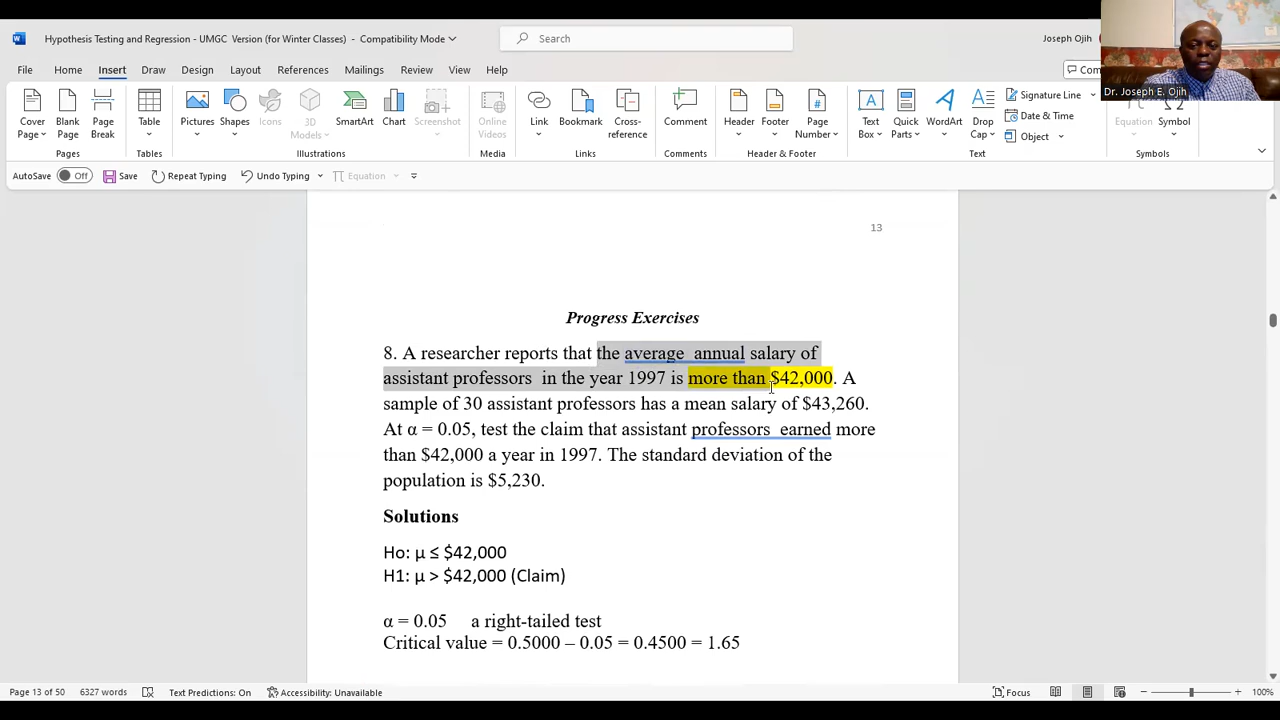 Hypothesis Testing and Regression - UMGC  Version (for Winter Classes)  -  Compatibility Mode
Search
Joseph Ojih
Dr. Joseph E. Ojih
File Home Insert Draw Design Layout References Mailings Review View Help
Com
Cover Page
Blank Page
Page Break
Table
Pictures
Shapes
Icons
3D Models
SmartArt
Chart
Screenshot
Online Videos
Link
Bookmark
Cross-reference
Comment
Header
Footer
Page Number
Text Box
Quick Parts
WordArt
Drop Cap
Signature Line
Date & Time
Object
Equation
Symbol
Pages Tables Illustrations Media Links Comments Header & Footer Text Symbols
AutoSave Off Save Repeat Typing Undo Typing Equation
13
Progress Exercises
8. A researcher reports that the average  annual salary of
assistant professors  in the year 1997 is more than $42,000. A
sample of 30 assistant professors has a mean salary of $43,260.
At α = 0.05, test the claim that assistant professors  earned more
than $42,000 a year in 1997. The standard deviation of the
population is $5,230.
Solutions
Ho: µ ≤ $42,000
H1: µ > $42,000 (Claim)
α = 0.05     a right-tailed test
Critical value = 0.5000 – 0.05 = 0.4500 = 1.65
Page 13 of 50 6327 words Text Predictions: On Accessibility: Unavailable Focus 100%